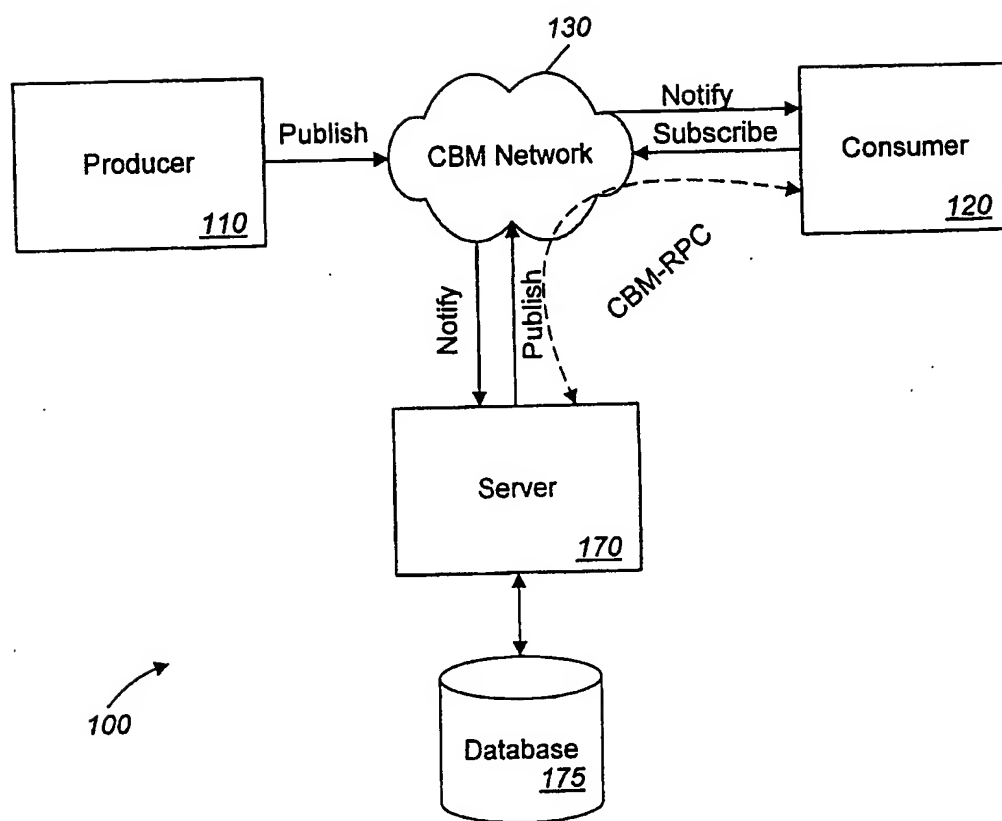 130
Producer
110
Publish
CBM Network
Notify
Subscribe
Consumer
120
CBM-RPC
Notify
Publish
Server
170
100
Database
175